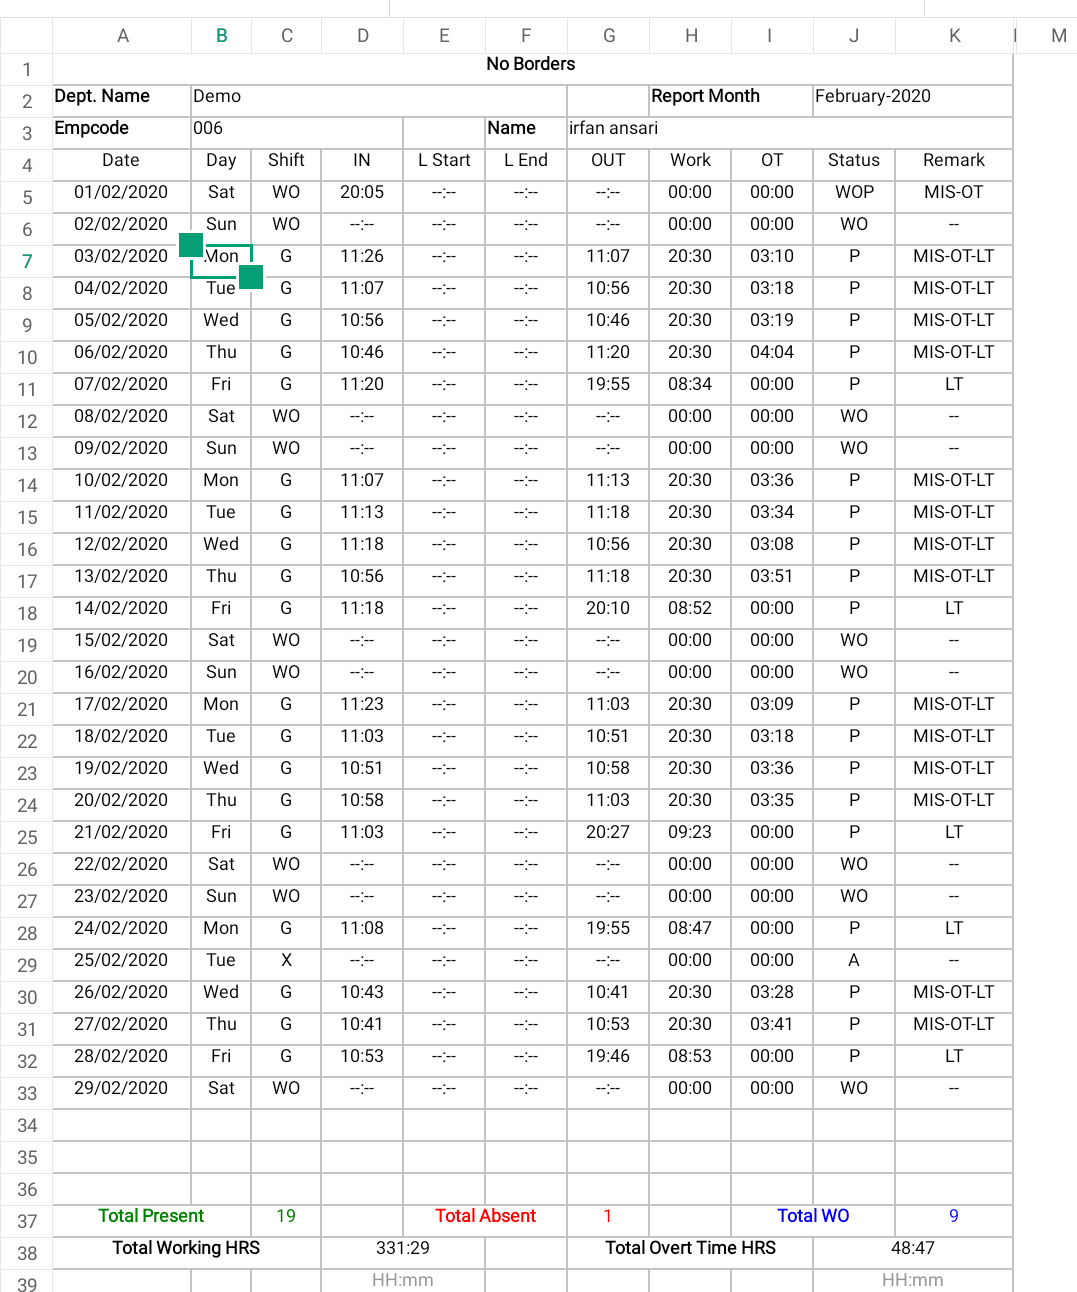 A B C D E F G H I J K M
1 No Borders
2 Dept. Name Demo Report Month February-2020
3 Empcode 006 Name irfan ansari
4 Date Day Shift IN L Start L End OUT Work OT Status Remark
5 01/02/2020 Sat WO 20:05 --:-- --:-- --:-- 00:00 00:00 WOP MIS-OT
6 02/02/2020 Sun WO --:-- --:-- --:-- --:-- 00:00 00:00 WO --
7 03/02/2020 Mon G 11:26 --:-- --:-- 11:07 20:30 03:10 P MIS-OT-LT
8 04/02/2020 Tue G 11:07 --:-- --:-- 10:56 20:30 03:18 P MIS-OT-LT
9 05/02/2020 Wed G 10:56 --:-- --:-- 10:46 20:30 03:19 P MIS-OT-LT
10 06/02/2020 Thu G 10:46 --:-- --:-- 11:20 20:30 04:04 P MIS-OT-LT
11 07/02/2020 Fri G 11:20 --:-- --:-- 19:55 08:34 00:00 P LT
12 08/02/2020 Sat WO --:-- --:-- --:-- --:-- 00:00 00:00 WO --
13 09/02/2020 Sun WO --:-- --:-- --:-- --:-- 00:00 00:00 WO --
14 10/02/2020 Mon G 11:07 --:-- --:-- 11:13 20:30 03:36 P MIS-OT-LT
15 11/02/2020 Tue G 11:13 --:-- --:-- 11:18 20:30 03:34 P MIS-OT-LT
16 12/02/2020 Wed G 11:18 --:-- --:-- 10:56 20:30 03:08 P MIS-OT-LT
17 13/02/2020 Thu G 10:56 --:-- --:-- 11:18 20:30 03:51 P MIS-OT-LT
18 14/02/2020 Fri G 11:18 --:-- --:-- 20:10 08:52 00:00 P LT
19 15/02/2020 Sat WO --:-- --:-- --:-- --:-- 00:00 00:00 WO --
20 16/02/2020 Sun WO --:-- --:-- --:-- --:-- 00:00 00:00 WO --
21 17/02/2020 Mon G 11:23 --:-- --:-- 11:03 20:30 03:09 P MIS-OT-LT
22 18/02/2020 Tue G 11:03 --:-- --:-- 10:51 20:30 03:18 P MIS-OT-LT
23 19/02/2020 Wed G 10:51 --:-- --:-- 10:58 20:30 03:36 P MIS-OT-LT
24 20/02/2020 Thu G 10:58 --:-- --:-- 11:03 20:30 03:35 P MIS-OT-LT
25 21/02/2020 Fri G 11:03 --:-- --:-- 20:27 09:23 00:00 P LT
26 22/02/2020 Sat WO --:-- --:-- --:-- --:-- 00:00 00:00 WO --
27 23/02/2020 Sun WO --:-- --:-- --:-- --:-- 00:00 00:00 WO --
28 24/02/2020 Mon G 11:08 --:-- --:-- 19:55 08:47 00:00 P LT
29 25/02/2020 Tue X --:-- --:-- --:-- --:-- 00:00 00:00 A --
30 26/02/2020 Wed G 10:43 --:-- --:-- 10:41 20:30 03:28 P MIS-OT-LT
31 27/02/2020 Thu G 10:41 --:-- --:-- 10:53 20:30 03:41 P MIS-OT-LT
32 28/02/2020 Fri G 10:53 --:-- --:-- 19:46 08:53 00:00 P LT
33 29/02/2020 Sat WO --:-- --:-- --:-- --:-- 00:00 00:00 WO --
34
35
36
37 Total Present 19 Total Absent 1 Total WO 9
38 Total Working HRS 331:29 Total Overt Time HRS 48:47
39 HH:mm HH:mm